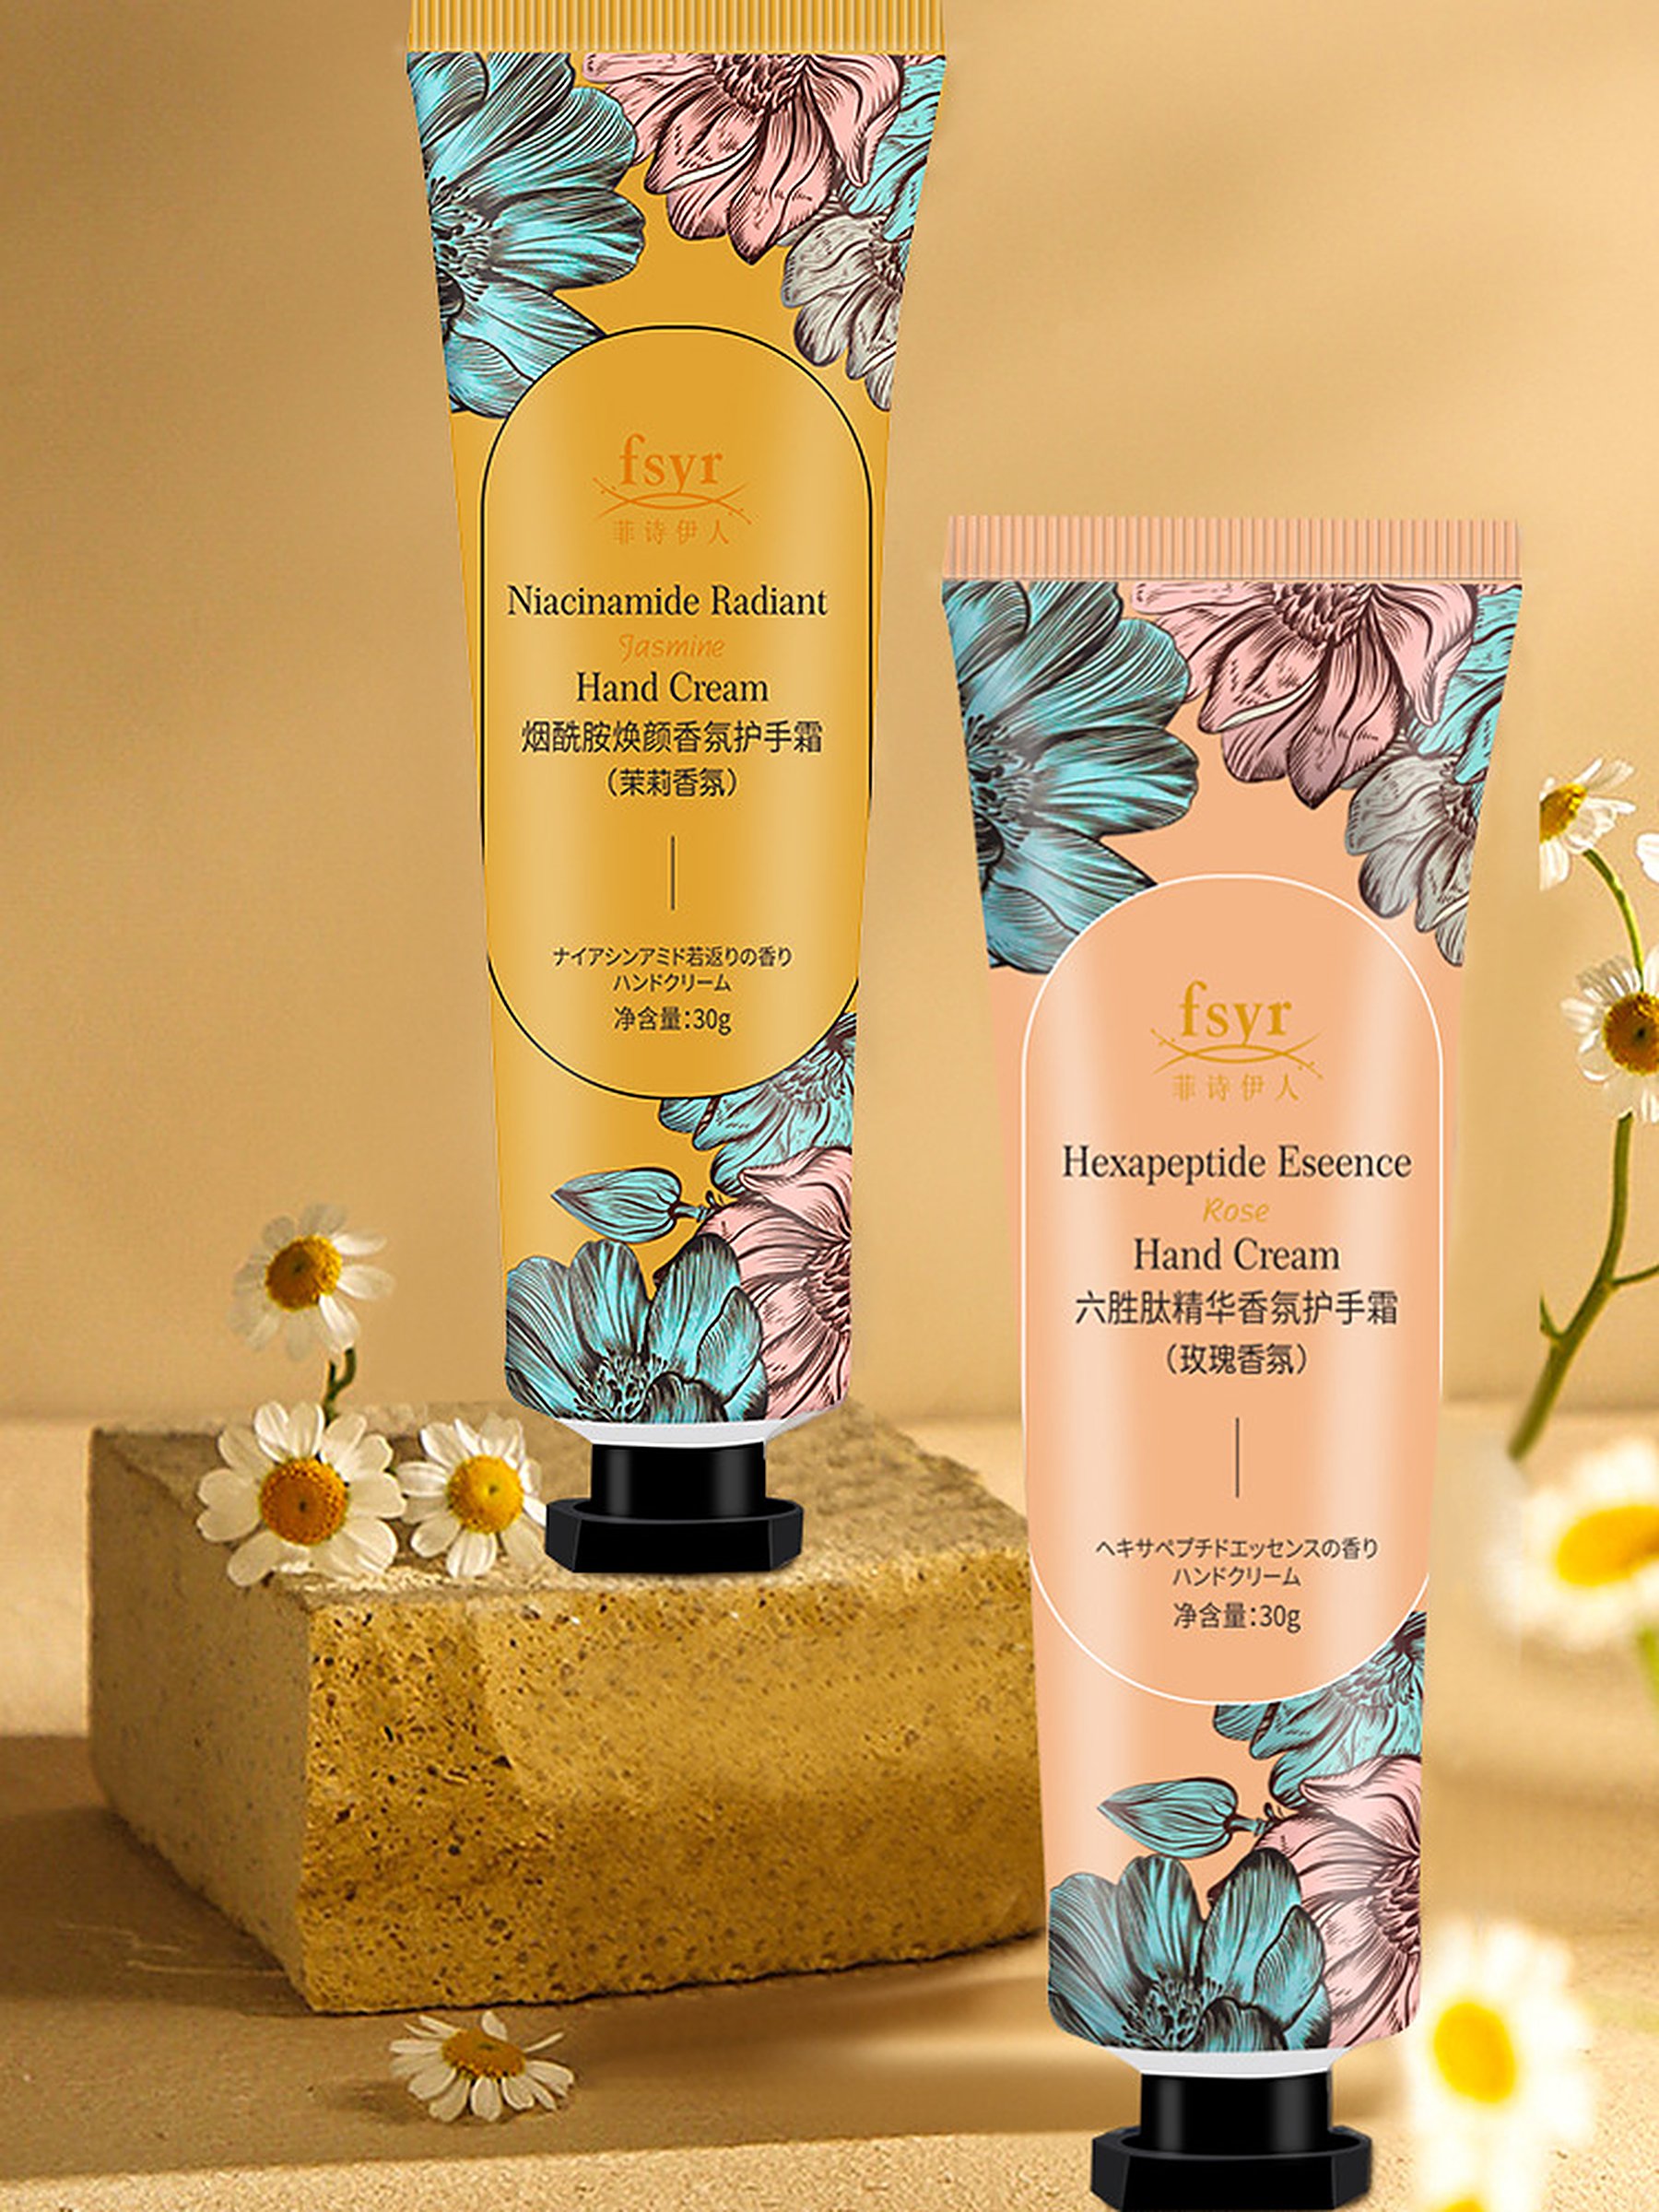 fsyr
菲诗伊人
Niacinamide Radiant
Jasmine
Hand Cream
烟酰胺焕颜香氛护手霜
（茉莉香氛）
ナイアシンアミド若返りの香り
ハンドクリーム
净含量：30g
fsyr
菲诗伊人
Hexapeptide Eseence
Rose
Hand Cream
六胜肽精华香氛护手霜
（玫瑰香氛）
ヘキサペプチドエッセンスの香り
ハンドクリーム
净含量：30g